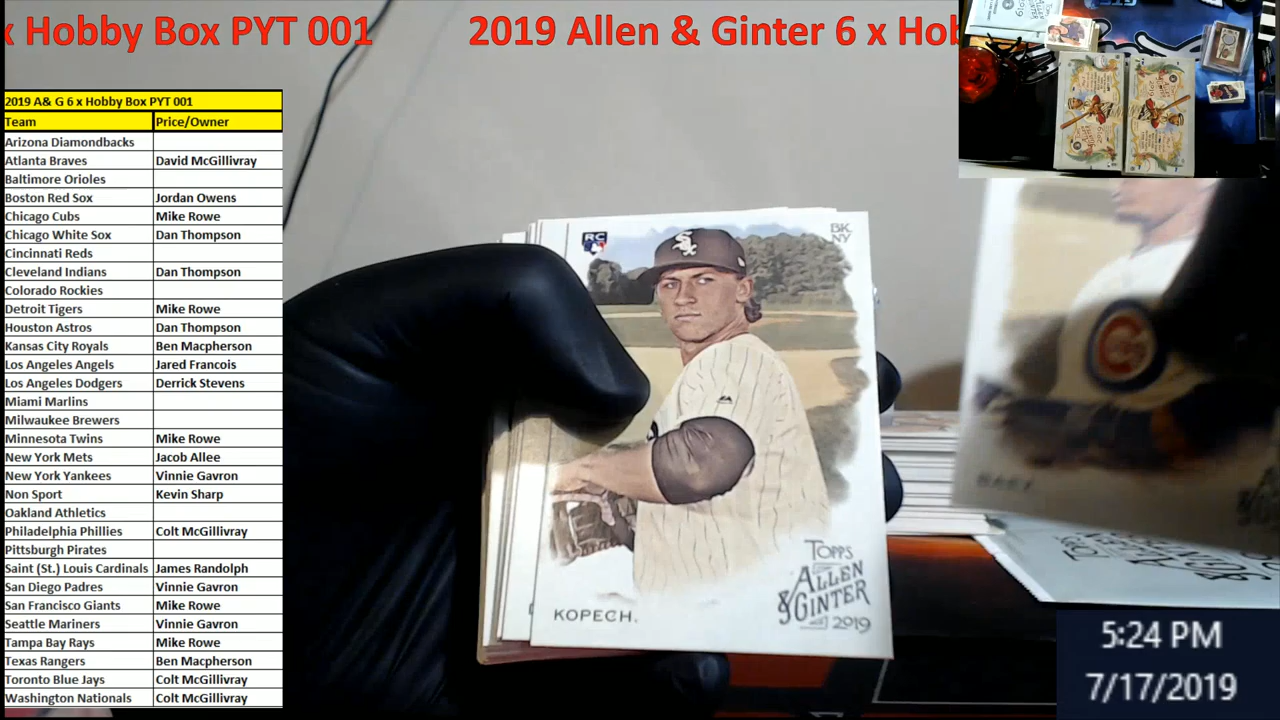 x Hobby Box PYT 001 2019 Allen & Ginter 6 x Hob
2019 A& G 6 x Hobby Box PYT 001
Team Price/Owner
Arizona Diamondbacks
Atlanta Braves David McGillivray
Baltimore Orioles
Boston Red Sox Jordan Owens
Chicago Cubs Mike Rowe
Chicago White Sox Dan Thompson
Cincinnati Reds
Cleveland Indians Dan Thompson
Colorado Rockies
Detroit Tigers Mike Rowe
Houston Astros Dan Thompson
Kansas City Royals Ben Macpherson
Los Angeles Angels Jared Francois
Los Angeles Dodgers Derrick Stevens
Miami Marlins
Milwaukee Brewers
Minnesota Twins Mike Rowe
New York Mets Jacob Allee
New York Yankees Vinnie Gavron
Non Sport Kevin Sharp
Oakland Athletics
Philadelphia Phillies Colt McGillivray
Pittsburgh Pirates
Saint (St.) Louis Cardinals James Randolph
San Diego Padres Vinnie Gavron
San Francisco Giants Mike Rowe
Seattle Mariners Vinnie Gavron
Tampa Bay Rays Mike Rowe
Texas Rangers Ben Macpherson
Toronto Blue Jays Colt McGillivray
Washington Nationals Colt McGillivray
RC
BK.
NY
Sox
KOPECH.
TOPPS
ALLEN
& GINTER
2019
BAEZ
5:24 PM
7/17/2019